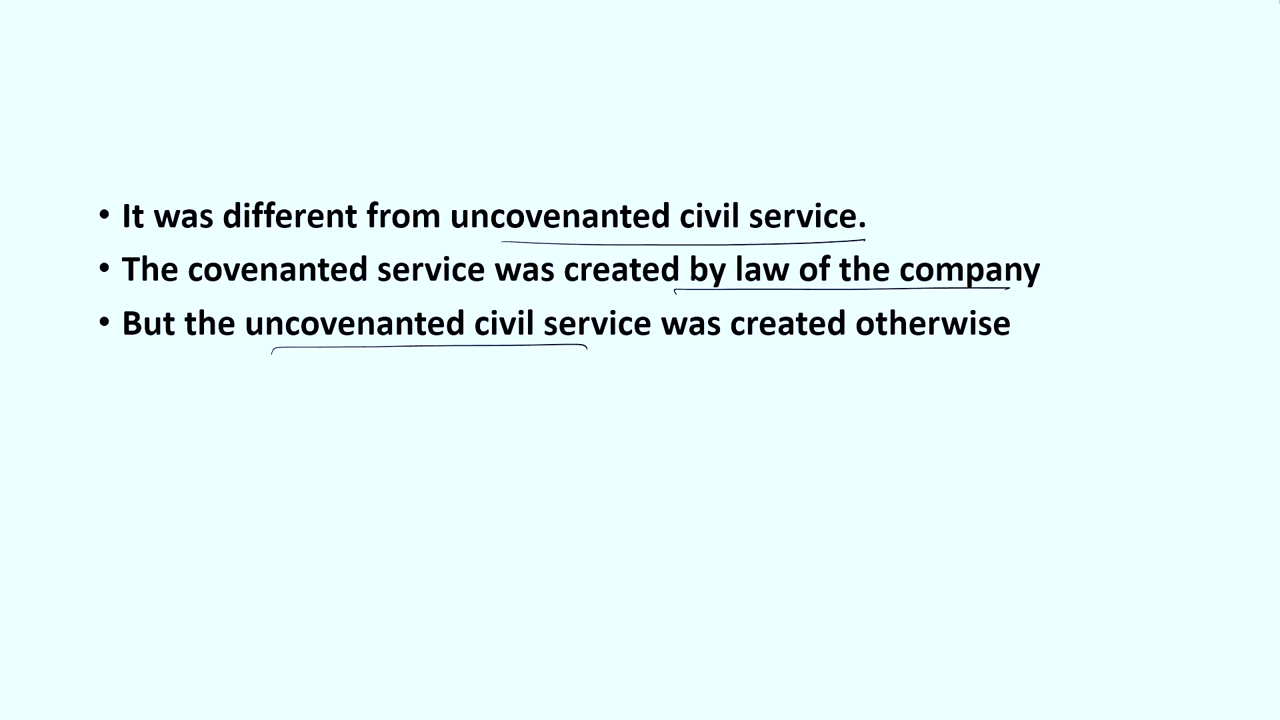 • It was different from uncovenanted civil service.
• The covenanted service was created by law of the company
• But the uncovenanted civil service was created otherwise